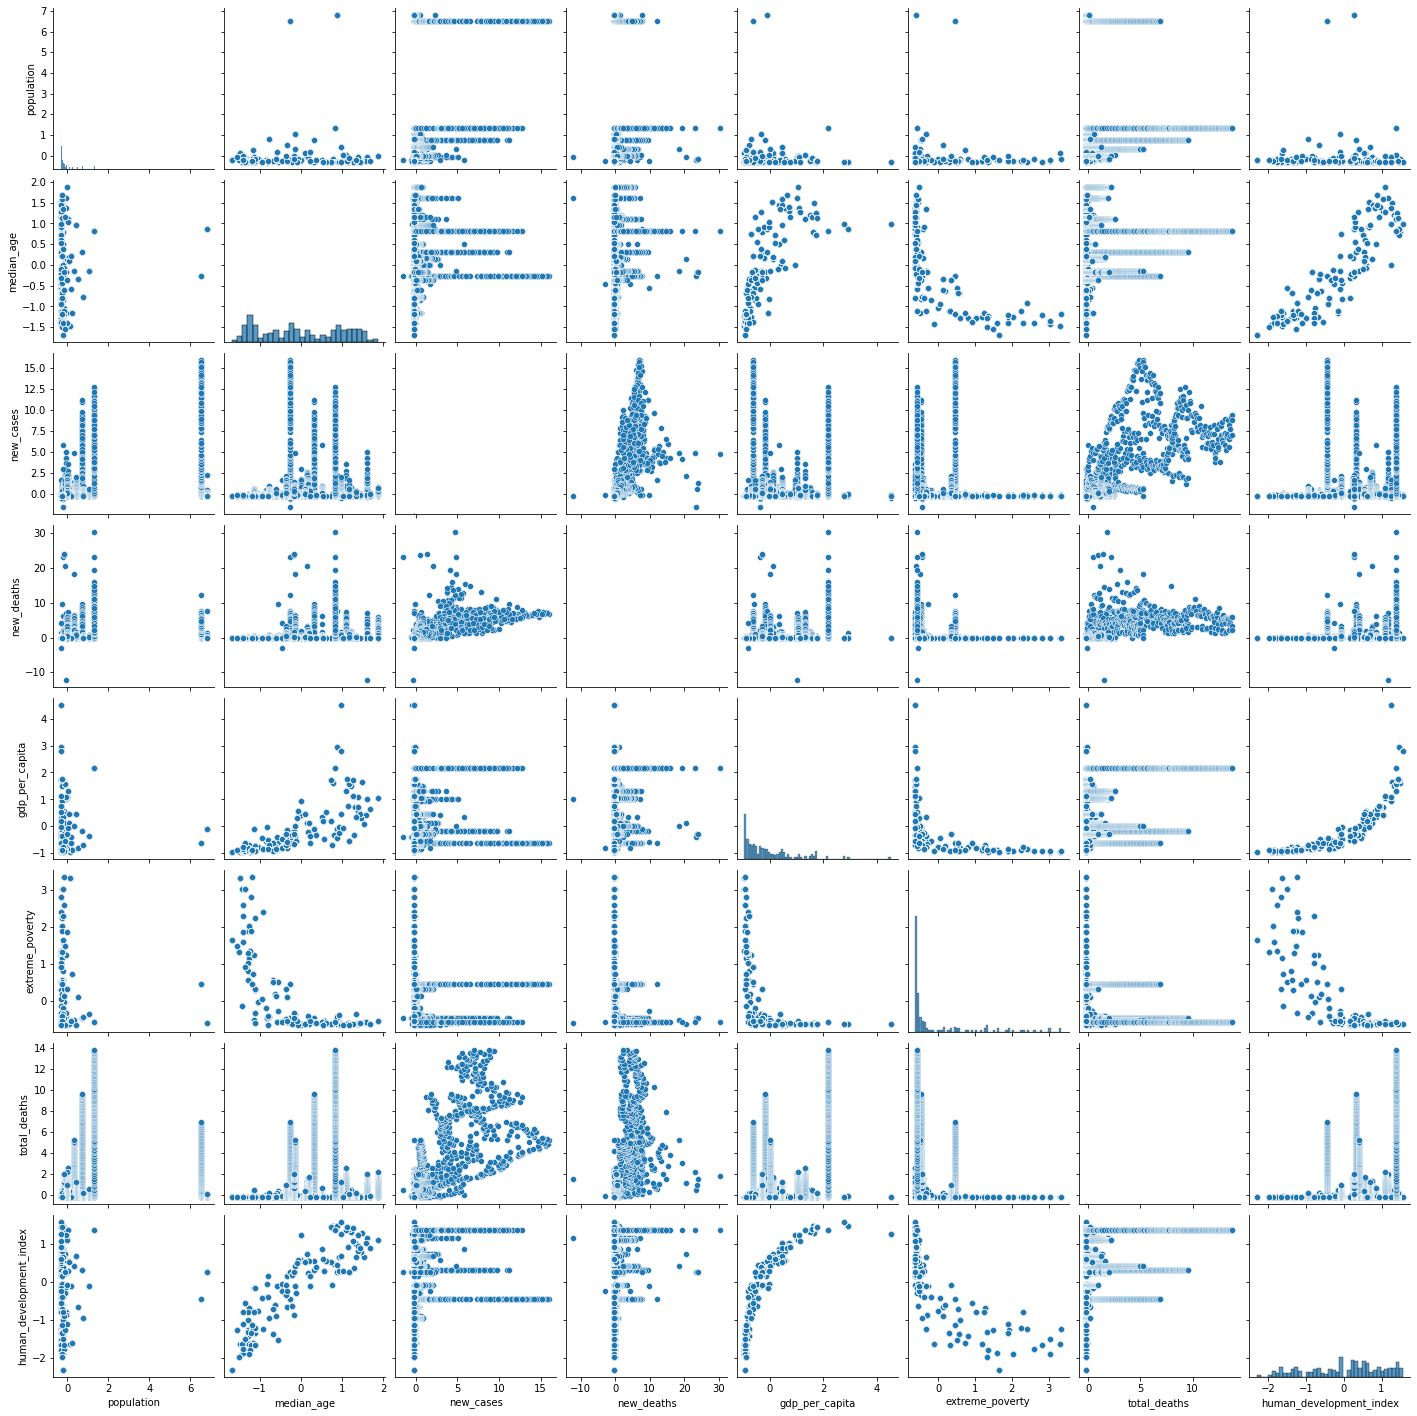 7
6
5
4
3
2
1
0
population
2.0
1.5
1.0
0.5
0.0
−0.5
−1.0
−1.5
median_age
15.0
12.5
10.0
7.5
5.0
2.5
0.0
new_cases
30
20
10
0
−10
new_deaths
4
3
2
1
0
−1
gdp_per_capita
3
2
1
0
extreme_poverty
14
12
10
8
6
4
2
0
total_deaths
1
0
−1
−2
human_development_index
0 2 4 6
−1 0 1 2
0 5 10 15
−10 0 10 20 30
0 2 4
0 1 2 3
0 5 10
−2 −1 0 1
population median_age new_cases new_deaths gdp_per_capita extreme_poverty total_deaths human_development_index